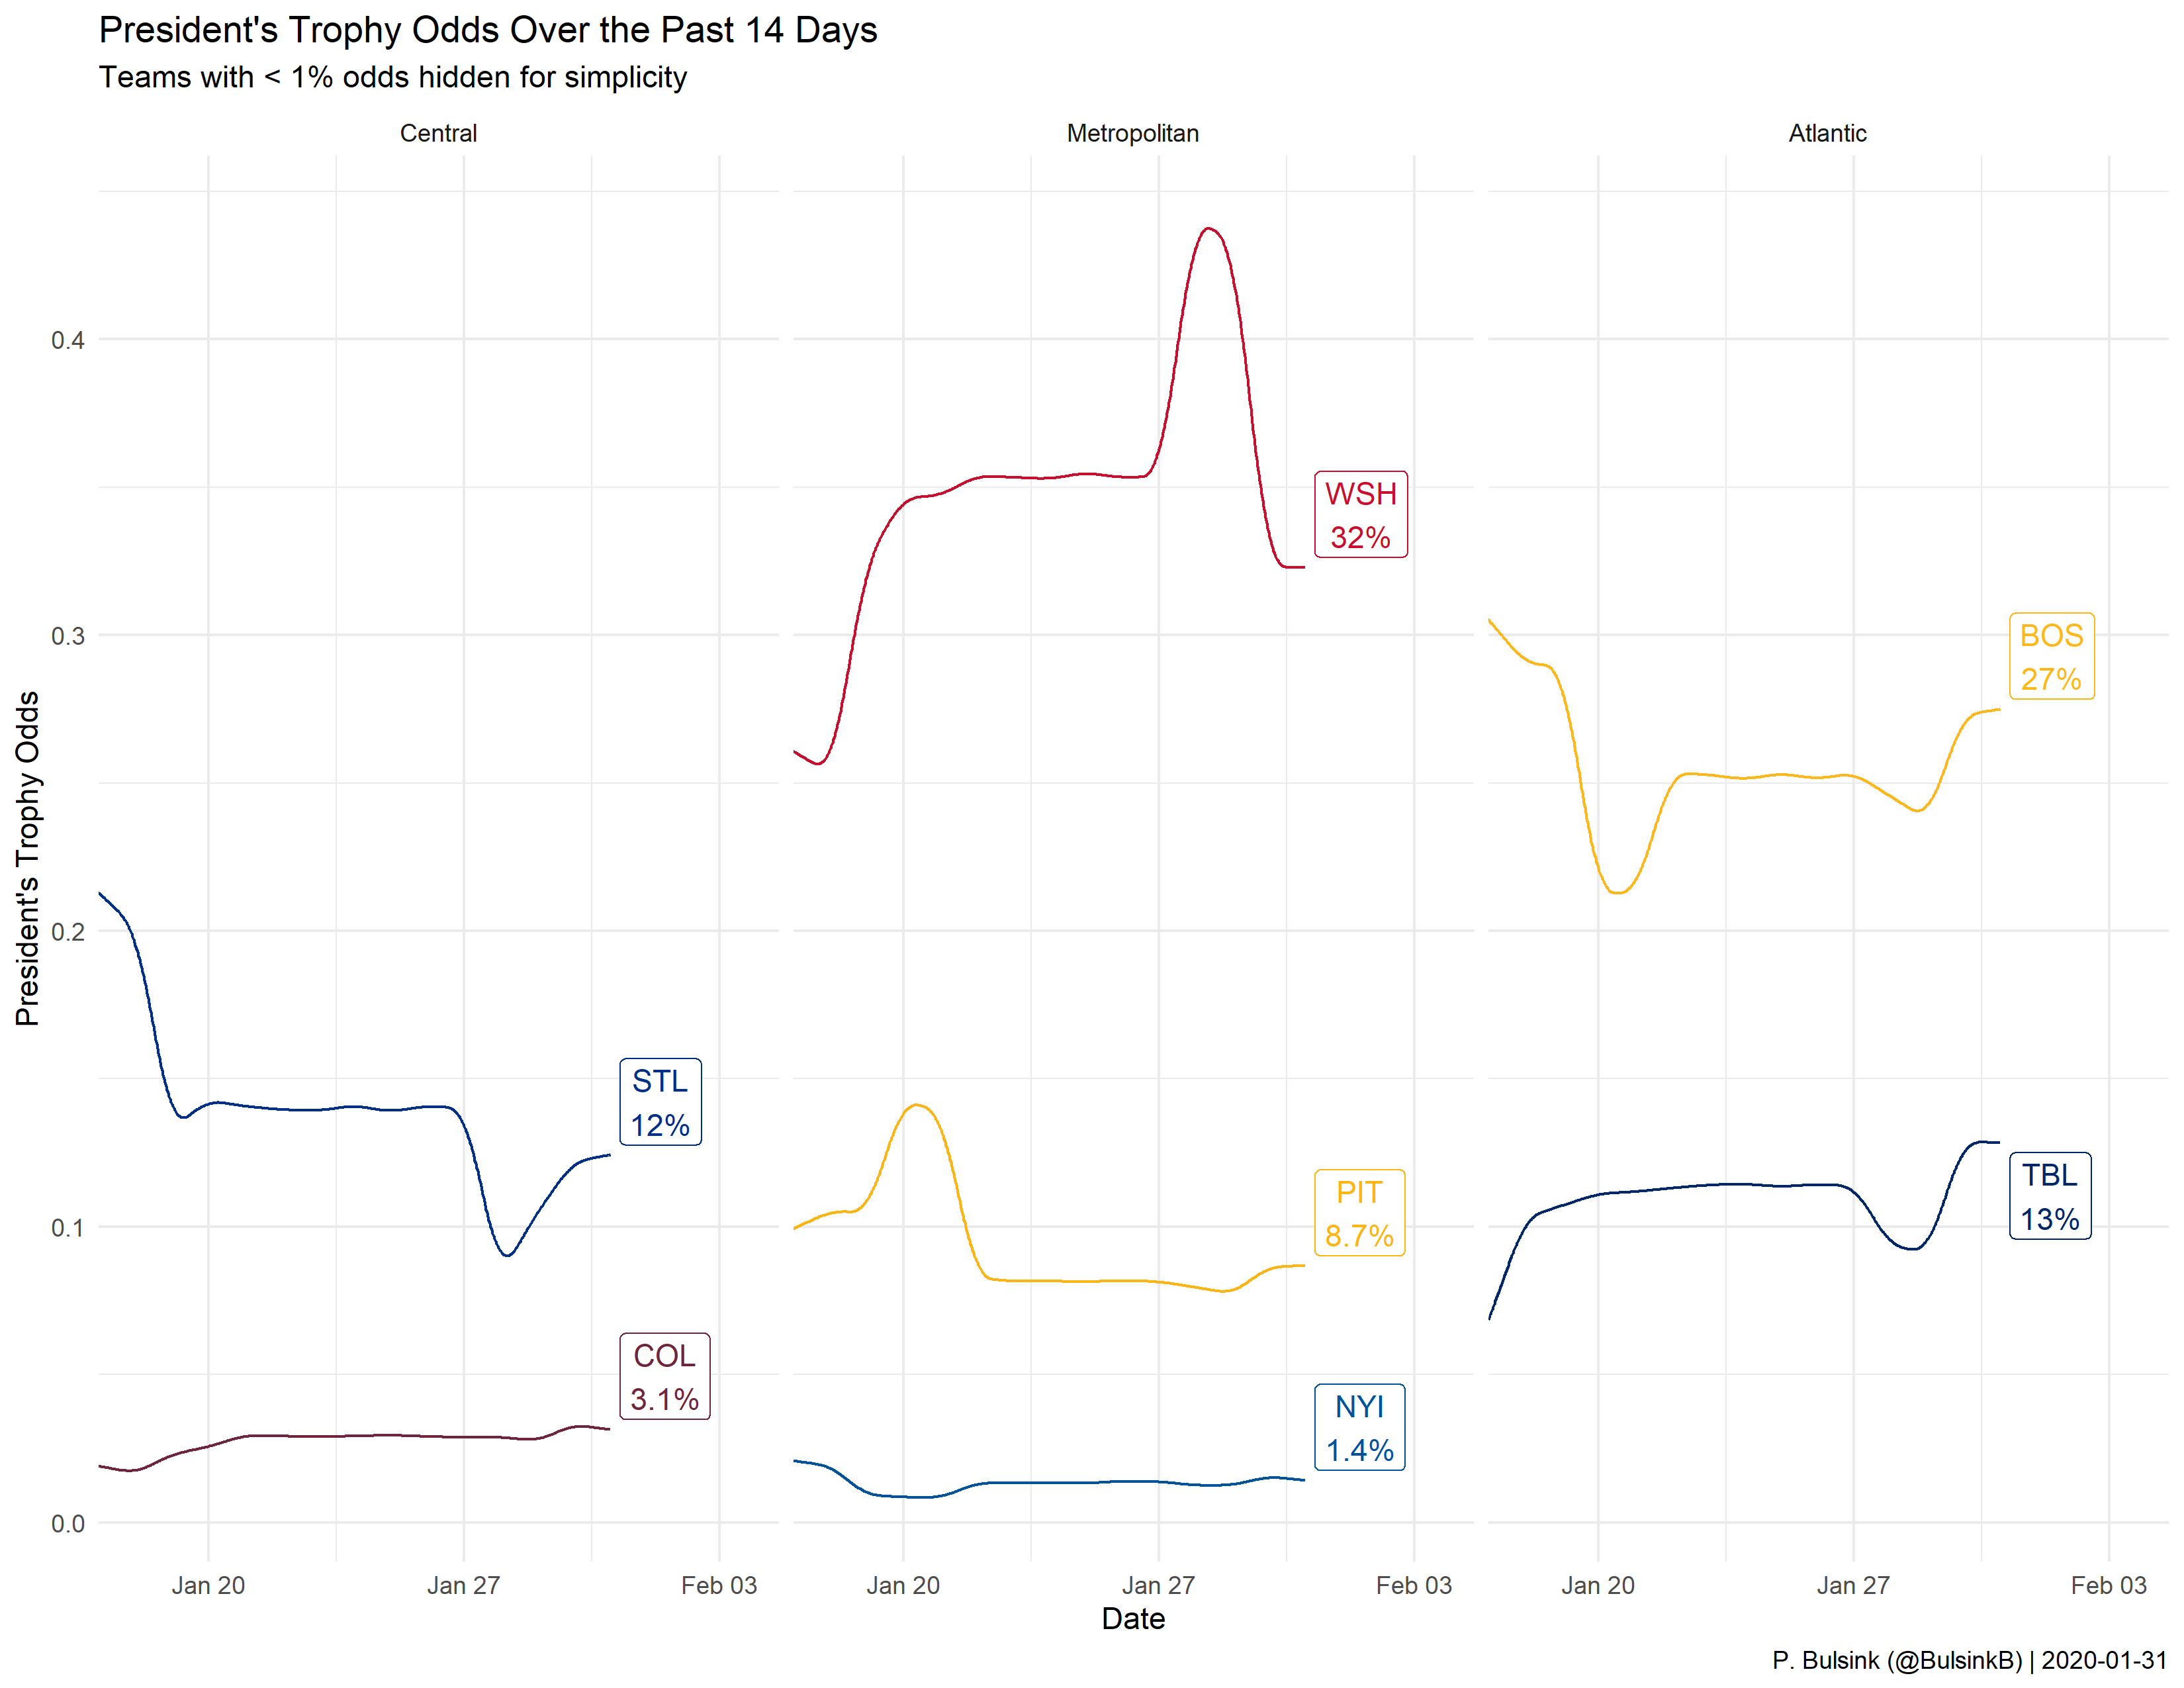 President's Trophy Odds Over the Past 14 Days
Teams with < 1% odds hidden for simplicity
Central
Metropolitan
Atlantic
President's Trophy Odds
0.4
0.3
0.2
0.1
0.0
STL
12%
COL
3.1%
WSH
32%
PIT
8.7%
NYI
1.4%
BOS
27%
TBL
13%
Jan 20
Jan 27
Feb 03
Jan 20
Jan 27
Feb 03
Jan 20
Jan 27
Feb 03
Date
P. Bulsink (@BulsinkB) | 2020-01-31